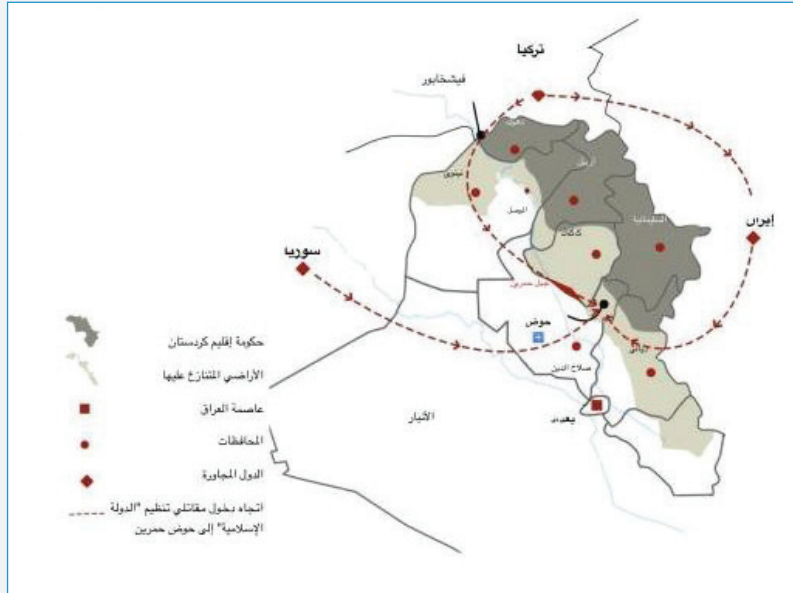 تركيا
فيشخابور
دهوك
أربيل
نينوى
الموصل
السليمانية
إيران
كركوك
سوريا
جبل حمرين
حوض
ديالى
صلاح الدين
الأنبار
بغداد
حكومة إقليم كردستان
الأراضي المتنازع عليها
عاصمة العراق
المحافظات
الدول المجاورة
اتجاه دخول مقاتلي تنظيم "الدولة
الإسلامية" إلى حوض حمرين